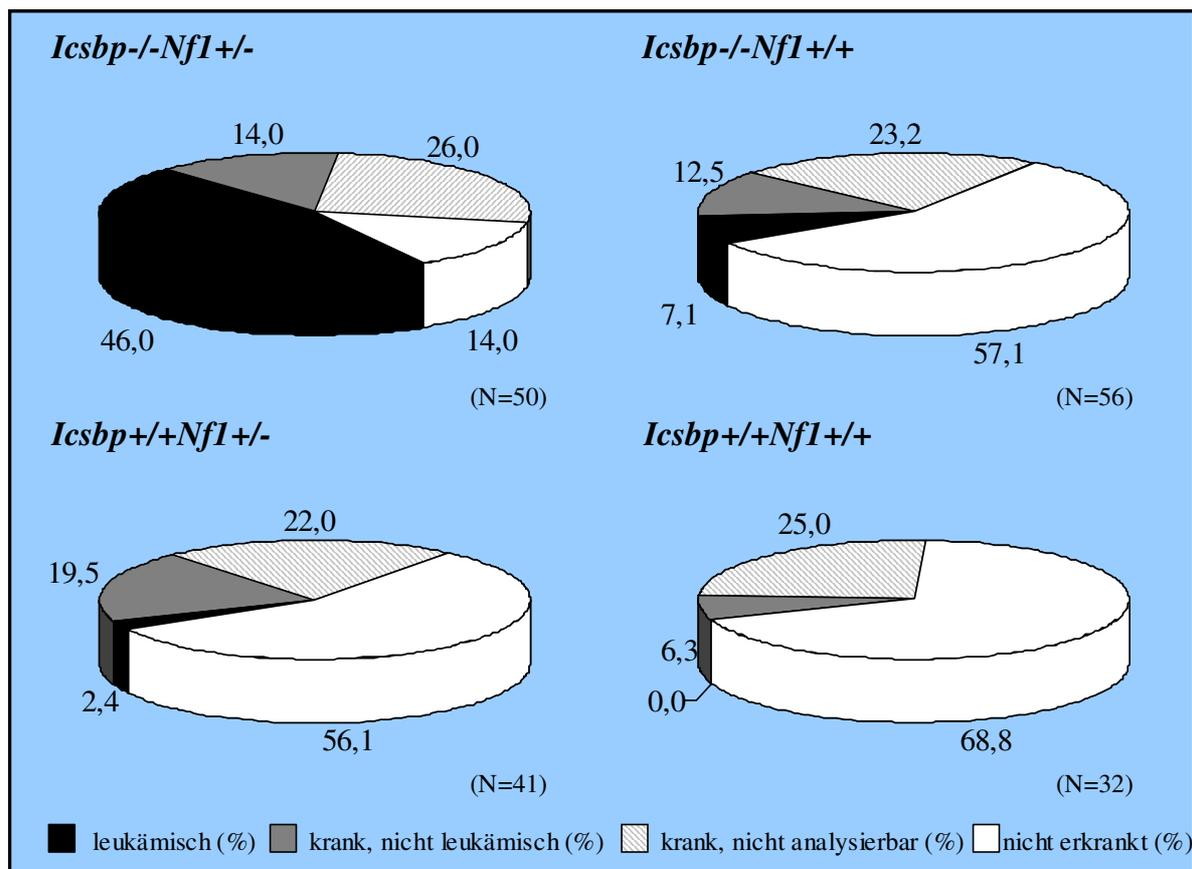 Icsbp-/-Nf1+/-
Icsbp-/-Nf1+/+
14,0
26,0
46,0
14,0
(N=50)
23,2
12,5
7,1
57,1
(N=56)
Icsbp+/+Nf1+/-
Icsbp+/+Nf1+/+
22,0
19,5
2,4
56,1
(N=41)
25,0
6,3
0,0
68,8
(N=32)
leukämisch (%) krank, nicht leukämisch (%) krank, nicht analysierbar (%) nicht erkrankt (%)